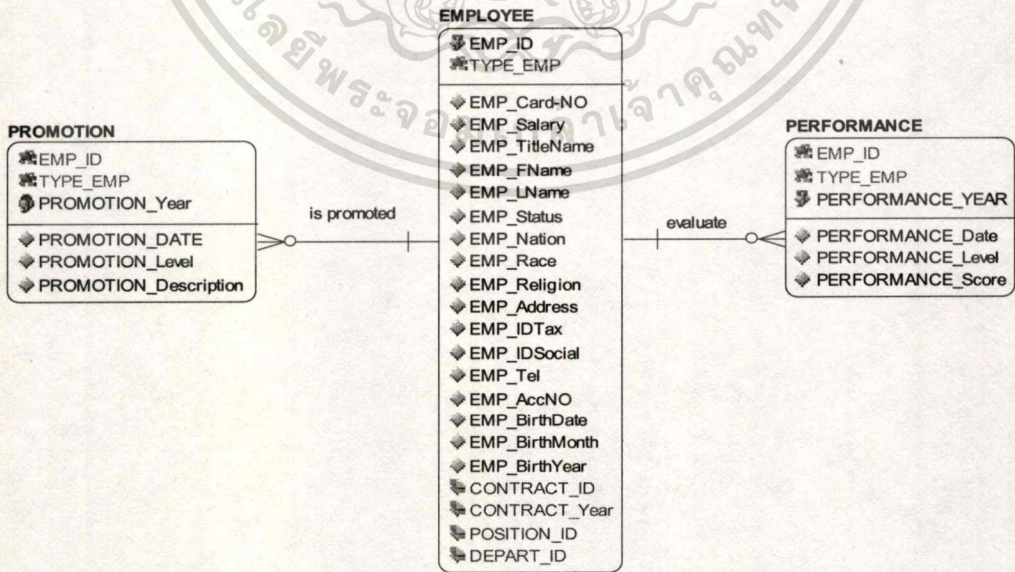 EMPLOYEE
EMP_ID
TYPE_EMP
EMP_Card-NO
EMP_Salary
EMP_TitleName
EMP_FName
EMP_LName
EMP_Status
EMP_Nation
EMP_Race
EMP_Religion
EMP_Address
EMP_IDTax
EMP_IDSocial
EMP_Tel
EMP_AccNO
EMP_BirthDate
EMP_BirthMonth
EMP_BirthYear
CONTRACT_ID
CONTRACT_Year
POSITION_ID
DEPART_ID
PROMOTION
EMP_ID
TYPE_EMP
PROMOTION_Year
PROMOTION_DATE
PROMOTION_Level
PROMOTION_Description
is promoted
evaluate
PERFORMANCE
EMP_ID
TYPE_EMP
PERFORMANCE_YEAR
PERFORMANCE_Date
PERFORMANCE_Level
PERFORMANCE_Score